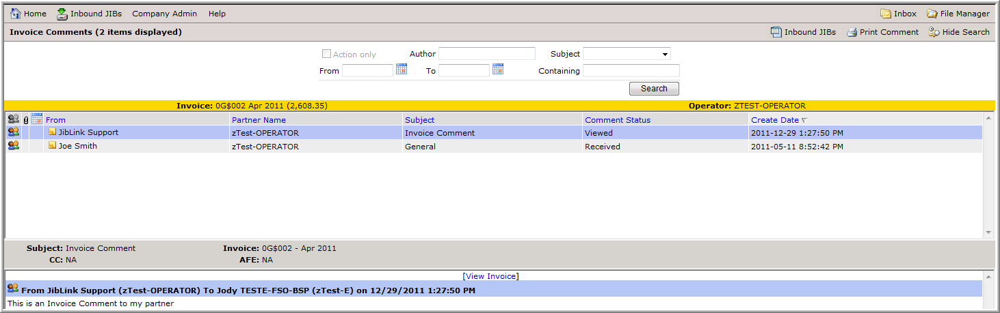 Home Inbound JIBs Company Admin Help Inbox File Manager
Invoice Comments (2 items displayed) Inbound JIBs Print Comment Hide Search
Action only Author Subject
From To Containing
Search
Invoice: 0G$002 Apr 2011 (2,608.35) Operator: ZTEST-OPERATOR
From Partner Name Subject Comment Status Create Date
JibLink Support zTest-OPERATOR Invoice Comment Viewed 2011-12-29 1:27:50 PM
Joe Smith zTest-OPERATOR General Received 2011-05-11 8:52:42 PM
Subject: Invoice Comment Invoice: 0G$002 - Apr 2011
CC: NA AFE: NA
[View Invoice]
From JibLink Support (zTest-OPERATOR) To Jody TESTE-FSO-BSP (zTest-E) on 12/29/2011 1:27:50 PM
This is an Invoice Comment to my partner